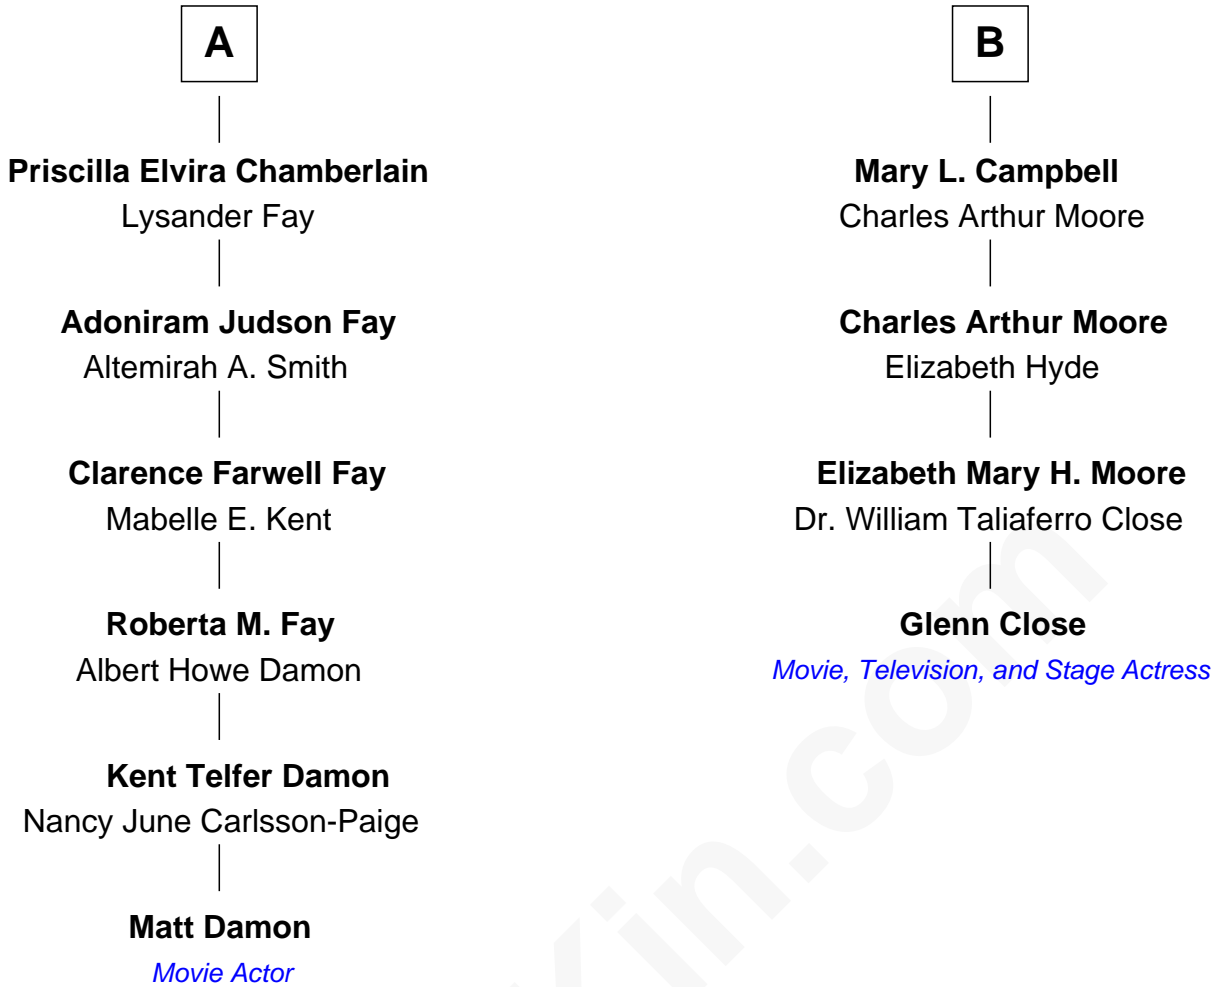 A
Priscilla Elvira Chamberlain
Lysander Fay
Adoniram Judson Fay
Altemirah A. Smith
Clarence Farwell Fay
Mabelle E. Kent
Roberta M. Fay
Albert Howe Damon
Kent Telfer Damon
Nancy June Carlsson-Paige
Matt Damon
Movie Actor
B
Mary L. Campbell
Charles Arthur Moore
Charles Arthur Moore
Elizabeth Hyde
Elizabeth Mary H. Moore
Dr. William Taliaferro Close
Glenn Close
Movie, Television, and Stage Actress
Kin.com